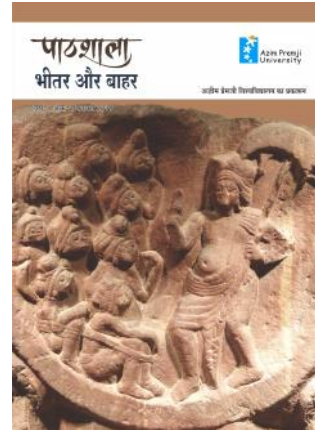 पाठशाला
भीतर और बाहर
Azim Premji
University
अज़ीम प्रेमजी विश्वविद्यालय का प्रकाशन